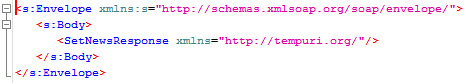 <s:Envelope xmlns:s="http://schemas.xmlsoap.org/soap/envelope/">
<s:Body>
<SetNewsResponse xmlns="http://tempuri.org/"/>
</s:Body>
</s:Envelope>